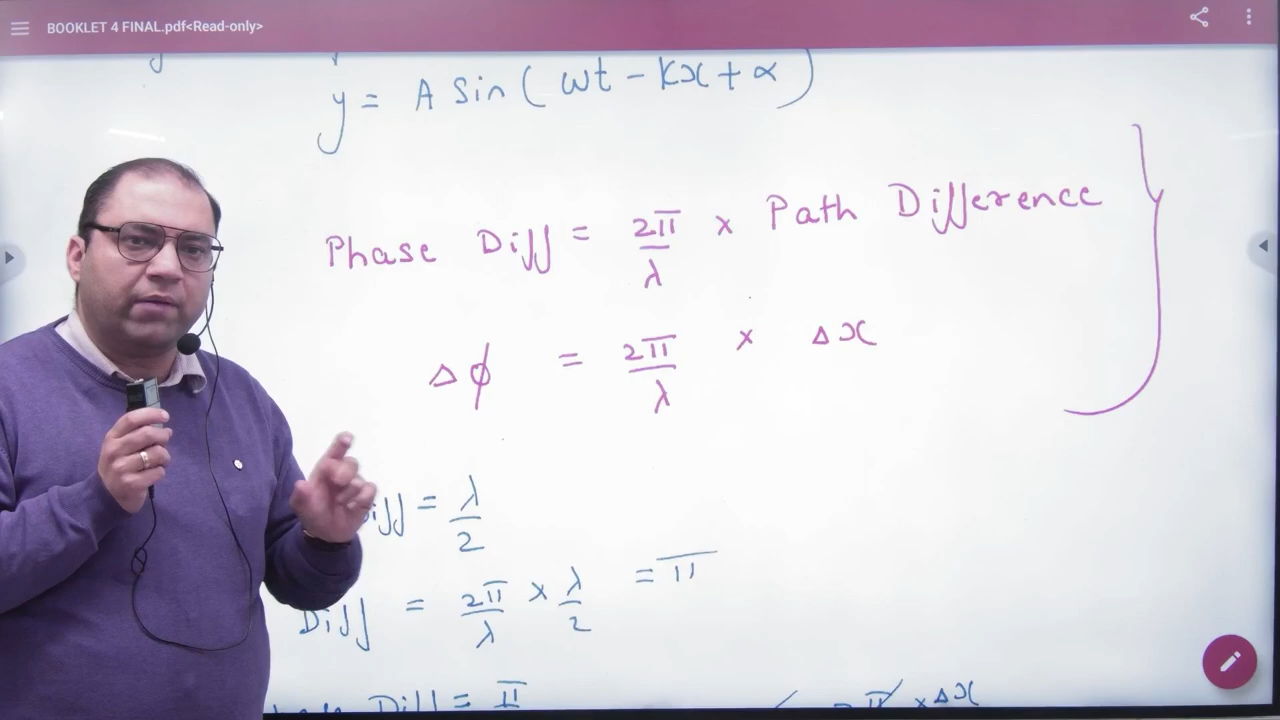 BOOKLET 4 FINAL.pdf<Read-only>
y = A Sin ( ωt - Kx + α )
Phase Diff = 2π/λ × Path Difference
Δϕ = 2π/λ × Δx
= λ/2
Diff = 2π/λ × λ/2 = π
Diff = π
π × Δx